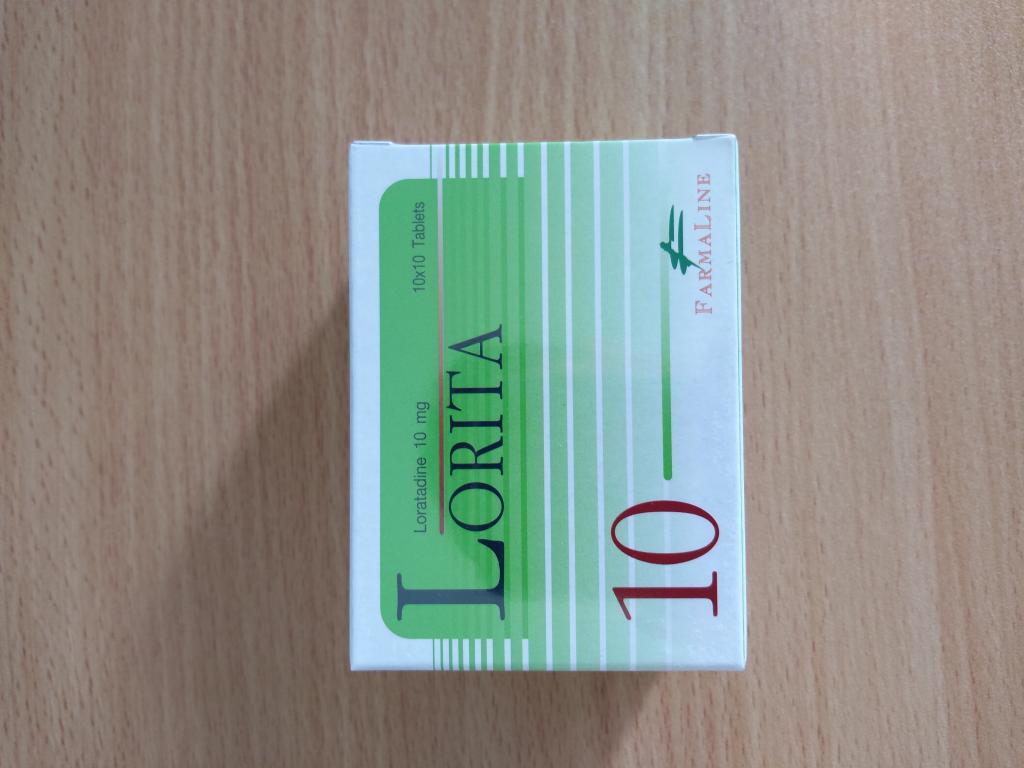 Loratadine 10 mg 10x10 Tablets
LORITA
10
FARMALINE